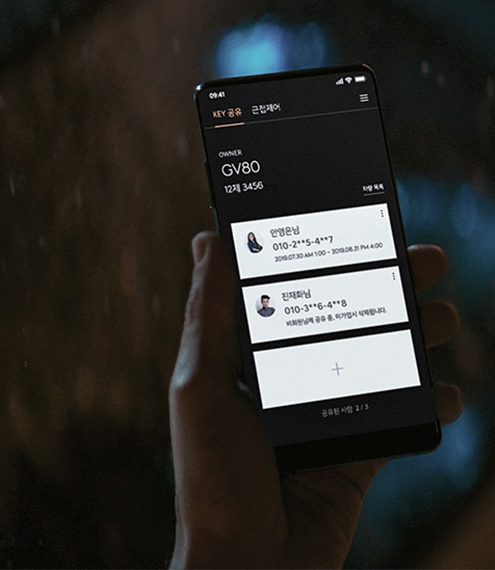 09:41
KEY 공유 근접제어
OWNER
GV80
12제 3456
차량 목록
안영은님
010-2**5-4**7
2019.07.30 AM 1:00 ~ 2019.08.31 PM 4:00
진재화님
010-3**6-4**8
비회원님께 공유 중, 미가입시 삭제됩니다.
+
공유된 사람 2 / 3